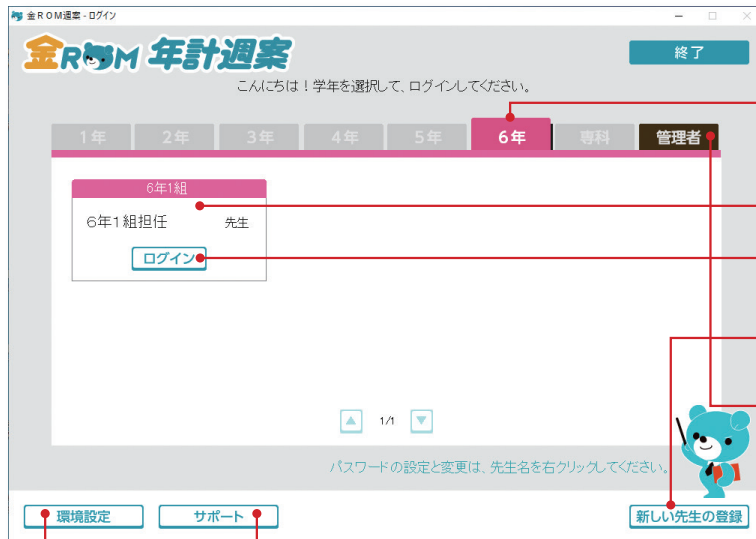 金ROM週案 - ログイン
金ROM 年計週案
終了
こんにちは！学年を選択して、ログインしてください。
1年 2年 3年 4年 5年 6年 専科 管理者
6年1組
6年1組担任 先生
ログイン
1/1
パスワードの設定と変更は、先生名を右クリックしてください。
環境設定 サポート 新しい先生の登録